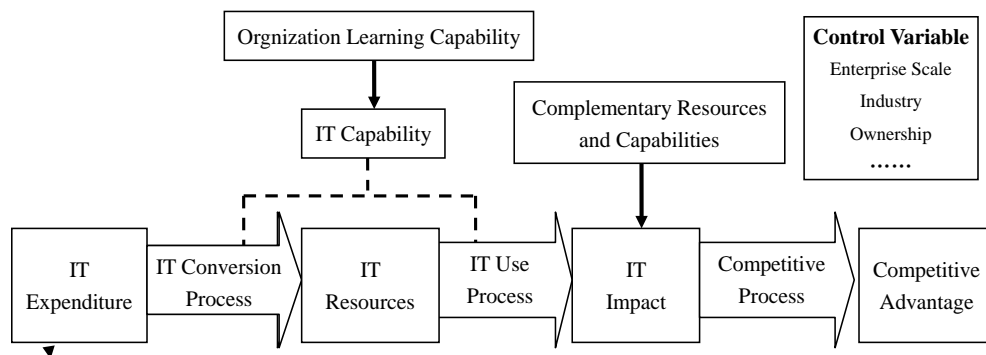 Orgnization Learning Capability
Control Variable
Enterprise Scale
Industry
Ownership
……
IT Capability
Complementary Resources
and Capabilities
IT
Expenditure
IT Conversion
Process
IT
Resources
IT Use
Process
IT
Impact
Competitive
Process
Competitive
Advantage